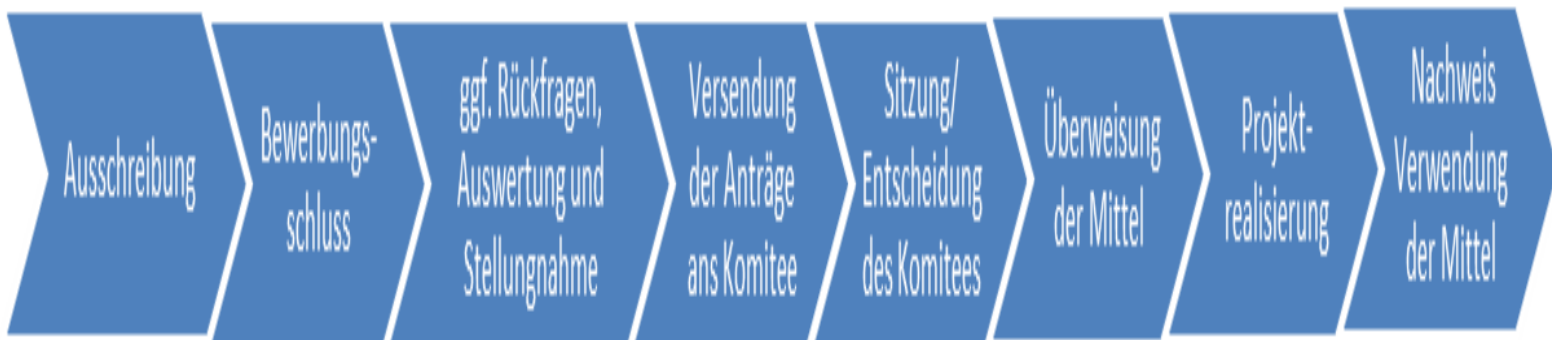 Ausschreibung
Bewerbungs-
schluss
ggf. Rückfragen,
Auswertung und
Stellungnahme
Versendung
der Anträge
ans Komitee
Sitzung/
Entscheidung
des Komitees
Überweisung
der Mittel
Projekt-
realisierung
Nachweis
Verwendung
der Mittel